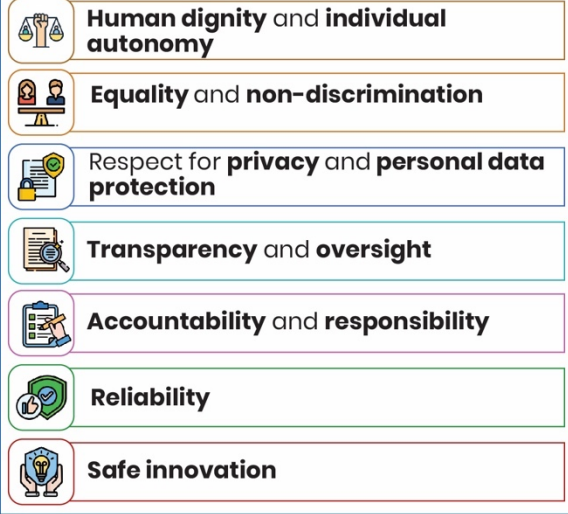 Human dignity and individual
autonomy
Equality and non-discrimination
Respect for privacy and personal data
protection
Transparency and oversight
Accountability and responsibility
Reliability
Safe innovation